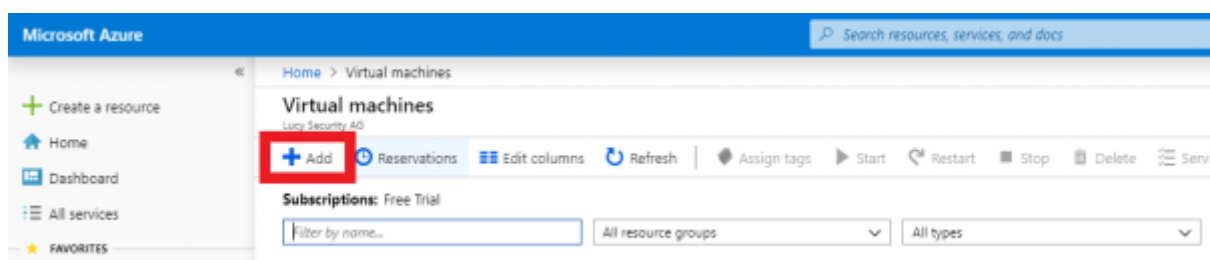 Microsoft Azure
Search resources, services, and docs
«
Home > Virtual machines
Create a resource
Virtual machines
Lucy Security AG
Home
Add Reservations Edit columns Refresh Assign tags Start Restart Stop Delete Serv
Dashboard
Subscriptions: Free Trial
All services
Filter by name... All resource groups All types
FAVORITES